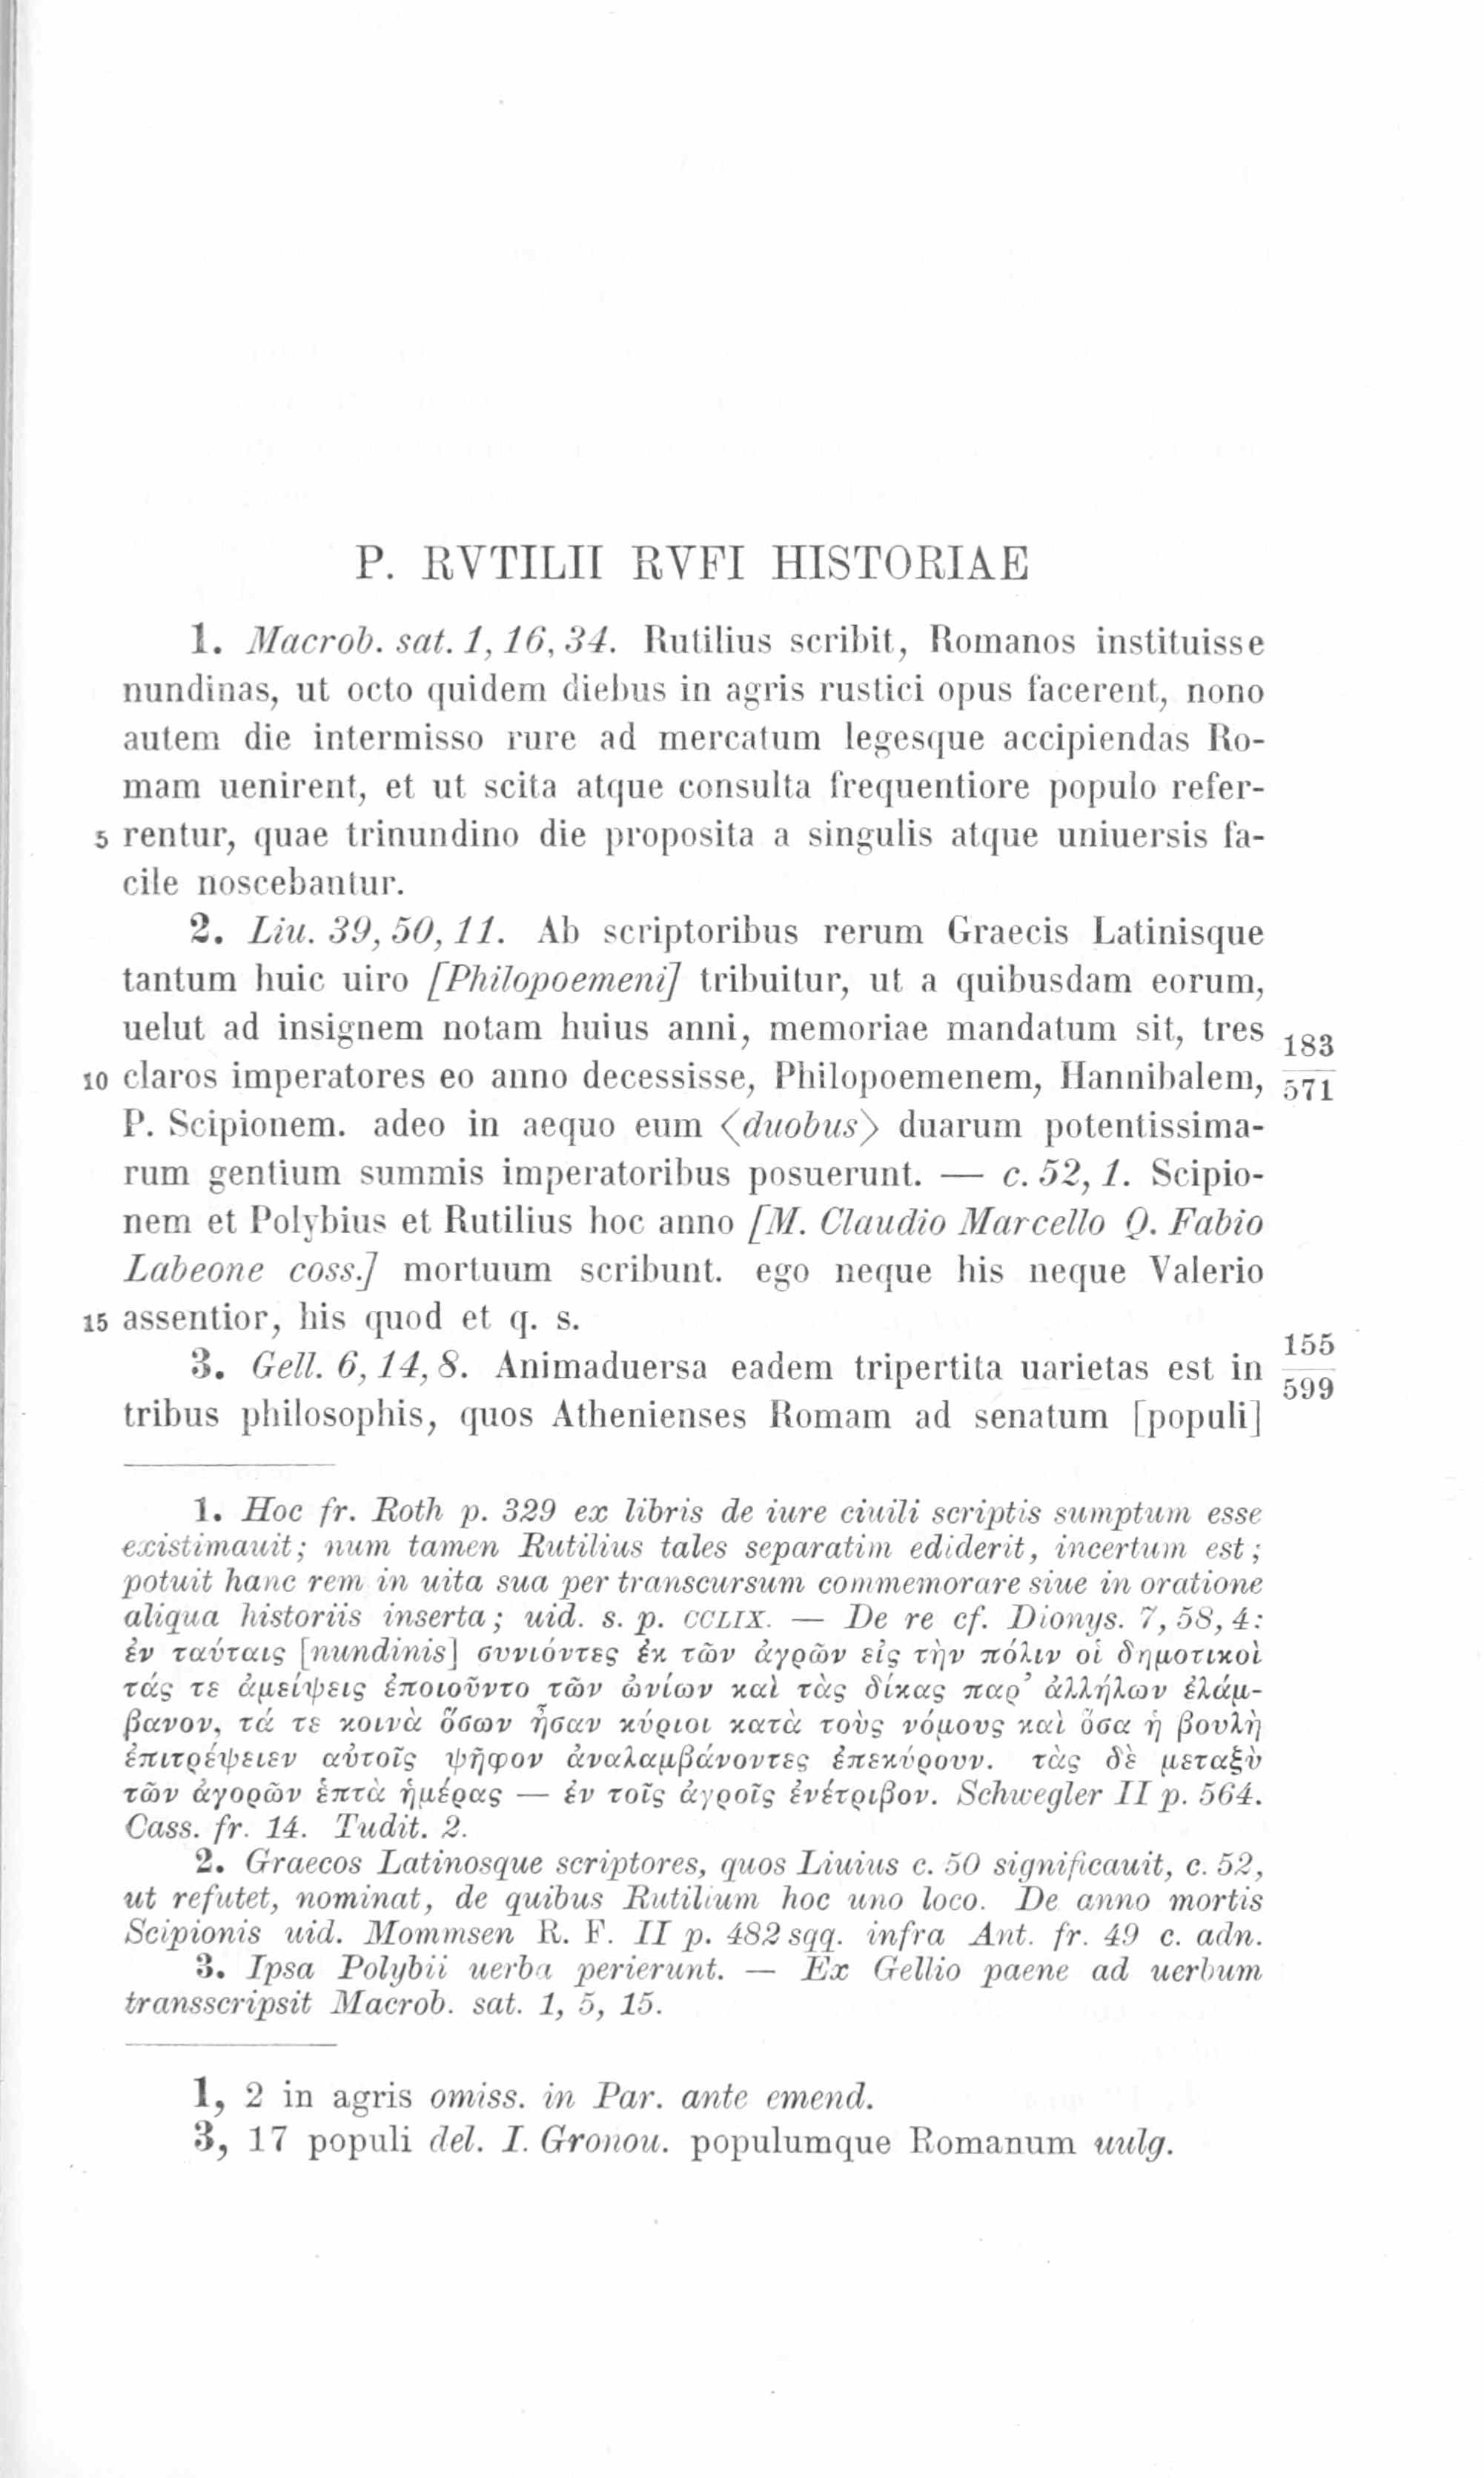 P. RVTILII RVFI HISTORIAE
1. Macrob. sat. 1, 16, 34. Rutilius scribit, Romanos instituisse
nundinas, ut octo quidem diebus in agris rustici opus facerent, nono
autem die intermisso rure ad mercatum legesque accipiendas Ro-
mam uenirent, et ut scita atque consulta frequentiore populo refer-
5 rentur, quae trinundino die proposita a singulis atque uniuersis fa-
cile noscebantur.
2. Liu. 39, 50, 11. Ab scriptoribus rerum Graecis Latinisque
tantum huic uiro [Philopoemeni] tribuitur, ut a quibusdam eorum,
uelut ad insignem notam huius anni, memoriae mandatum sit, tres 183
10 claros imperatores eo anno decessisse, Philopoemenem, Hannibalem, 571
P. Scipionem. adeo in aequo eum ⟨duobus⟩ duarum potentissima-
rum gentium summis imperatoribus posuerunt. — c. 52, 1. Scipio-
nem et Polybius et Rutilius hoc anno [M. Claudio Marcello Q. Fabio
Labeone coss.] mortuum scribunt. ego neque his neque Valerio
15 assentior, his quod et q. s.
3. Gell. 6, 14, 8. Animaduersa eadem tripertita uarietas est in 155
599
tribus philosophis, quos Athenienses Romam ad senatum [populi]
1. Hoc fr. Roth p. 329 ex libris de iure ciuili scriptis sumptum esse
existimauit; num tamen Rutilius tales separatim ediderit, incertum est;
potuit hanc rem in uita sua per transcursum commemorare siue in oratione
aliqua historiis inserta; uid. s. p. CCLIX. — De re cf. Dionys. 7, 58, 4:
ἐν ταύταις [nundinis] συνιόντες ἐκ τῶν ἀγρῶν εἰς τὴν πόλιν οἱ δημοτικοὶ
τάς τε ἀμείψεις ἐποιοῦντο τῶν ὠνίων καὶ τὰς δίκας παρ’ ἀλλήλων ἐλάμ-
βανον, τά τε κοινὰ ὅσων ἦσαν κύριοι κατὰ τοὺς νόμους καὶ ὅσα ἡ βουλὴ
ἐπιτρέψειεν αὐτοῖς ψῆφον ἀναλαμβάνοντες ἐπεκύρουν. τὰς δὲ μεταξὺ
τῶν ἀγορῶν ἑπτὰ ἡμέρας — ἐν τοῖς ἀγροῖς ἐνέτριβον. Schwegler II p. 564.
Cass. fr. 14. Tudit. 2.
2. Graecos Latinosque scriptores, quos Liuius c. 50 significauit, c. 52,
ut refutet, nominat, de quibus Rutilium hoc uno loco. De anno mortis
Scipionis uid. Mommsen R. F. II p. 482 sqq. infra Ant. fr. 49 c. adn.
3. Ipsa Polybii uerba perierunt. — Ex Gellio paene ad uerbum
transscripsit Macrob. sat. 1, 5, 15.
1, 2 in agris omiss. in Par. ante emend.
3, 17 populi del. I. Gronou. populumque Romanum uulg.